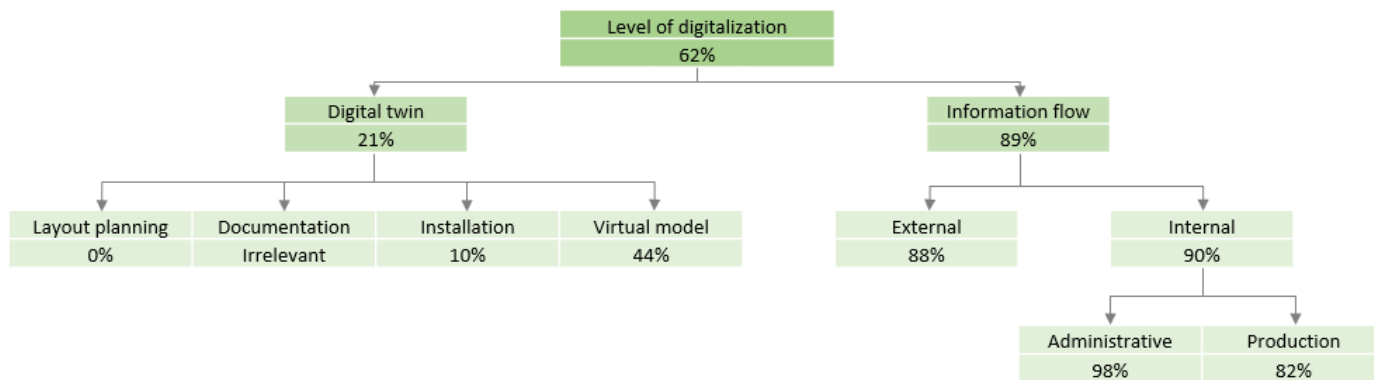 Level of digitalization
62%
Digital twin
21%
Information flow
89%
Layout planning
0%
Documentation
Irrelevant
Installation
10%
Virtual model
44%
External
88%
Internal
90%
Administrative
98%
Production
82%